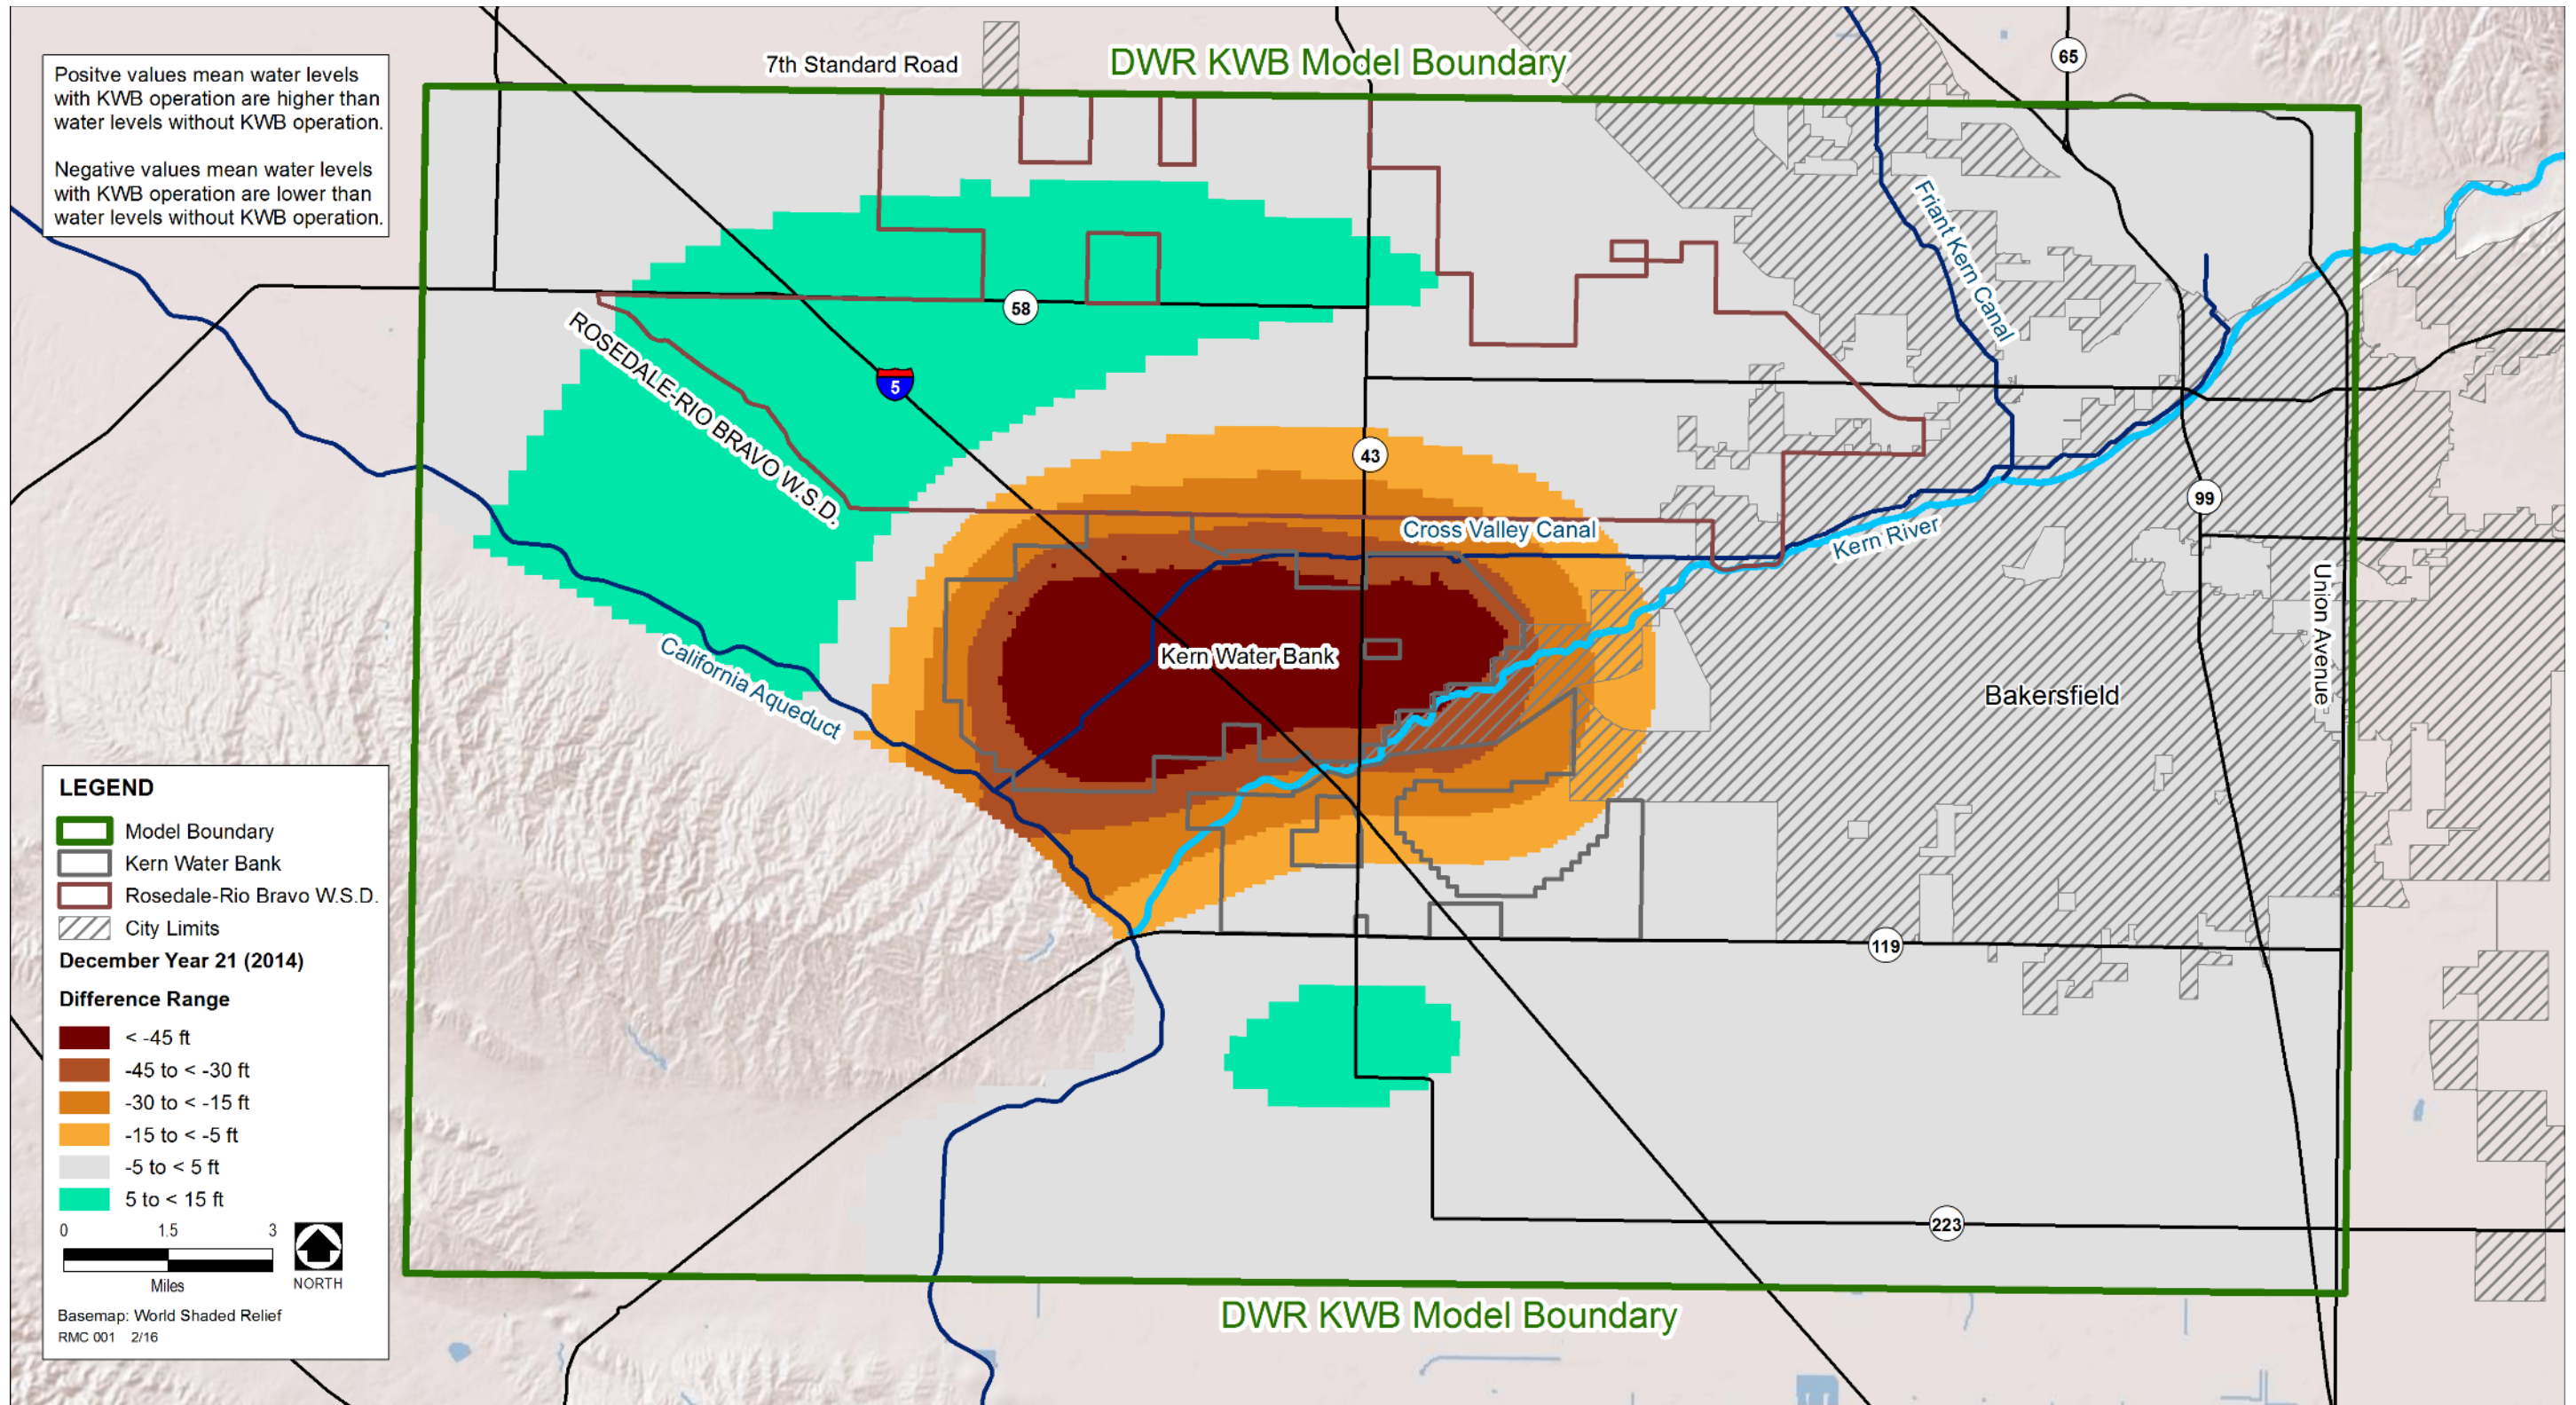 Positve values mean water levels
with KWB operation are higher than
water levels without KWB operation.
Negative values mean water levels
with KWB operation are lower than
water levels without KWB operation.
7th Standard Road
DWR KWB Model Boundary
65
Friant Kern Canal
58
ROSEDALE-RIO BRAVO W.S.D.
5
43
99
Cross Valley Canal
Kern River
Union Avenue
Kern Water Bank
California Aqueduct
Bakersfield
119
223
DWR KWB Model Boundary
LEGEND
Model Boundary
Kern Water Bank
Rosedale-Rio Bravo W.S.D.
City Limits
December Year 21 (2014)
Difference Range
< -45 ft
-45 to < -30 ft
-30 to < -15 ft
-15 to < -5 ft
-5 to < 5 ft
5 to < 15 ft
0 1.5 3
Miles
NORTH
Basemap: World Shaded Relief
RMC 001 2/16